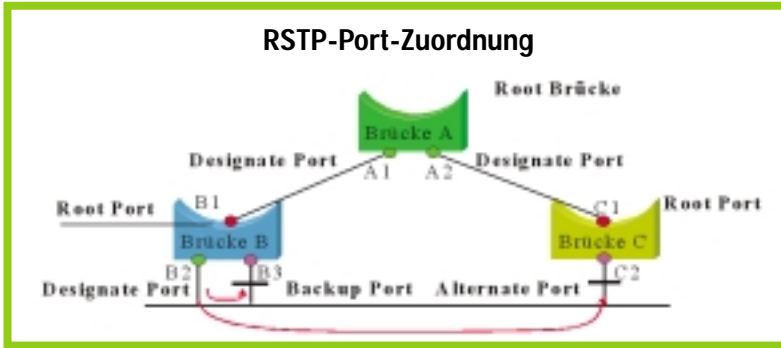 RSTP-Port-Zuordnung
Root Brücke
Brücke A
Designate Port
A1
A2
Designate Port
Root Port
B1
C1
Root Port
Brücke B
Brücke C
B2
B3
C2
Designate Port
Backup Port
Alternate Port